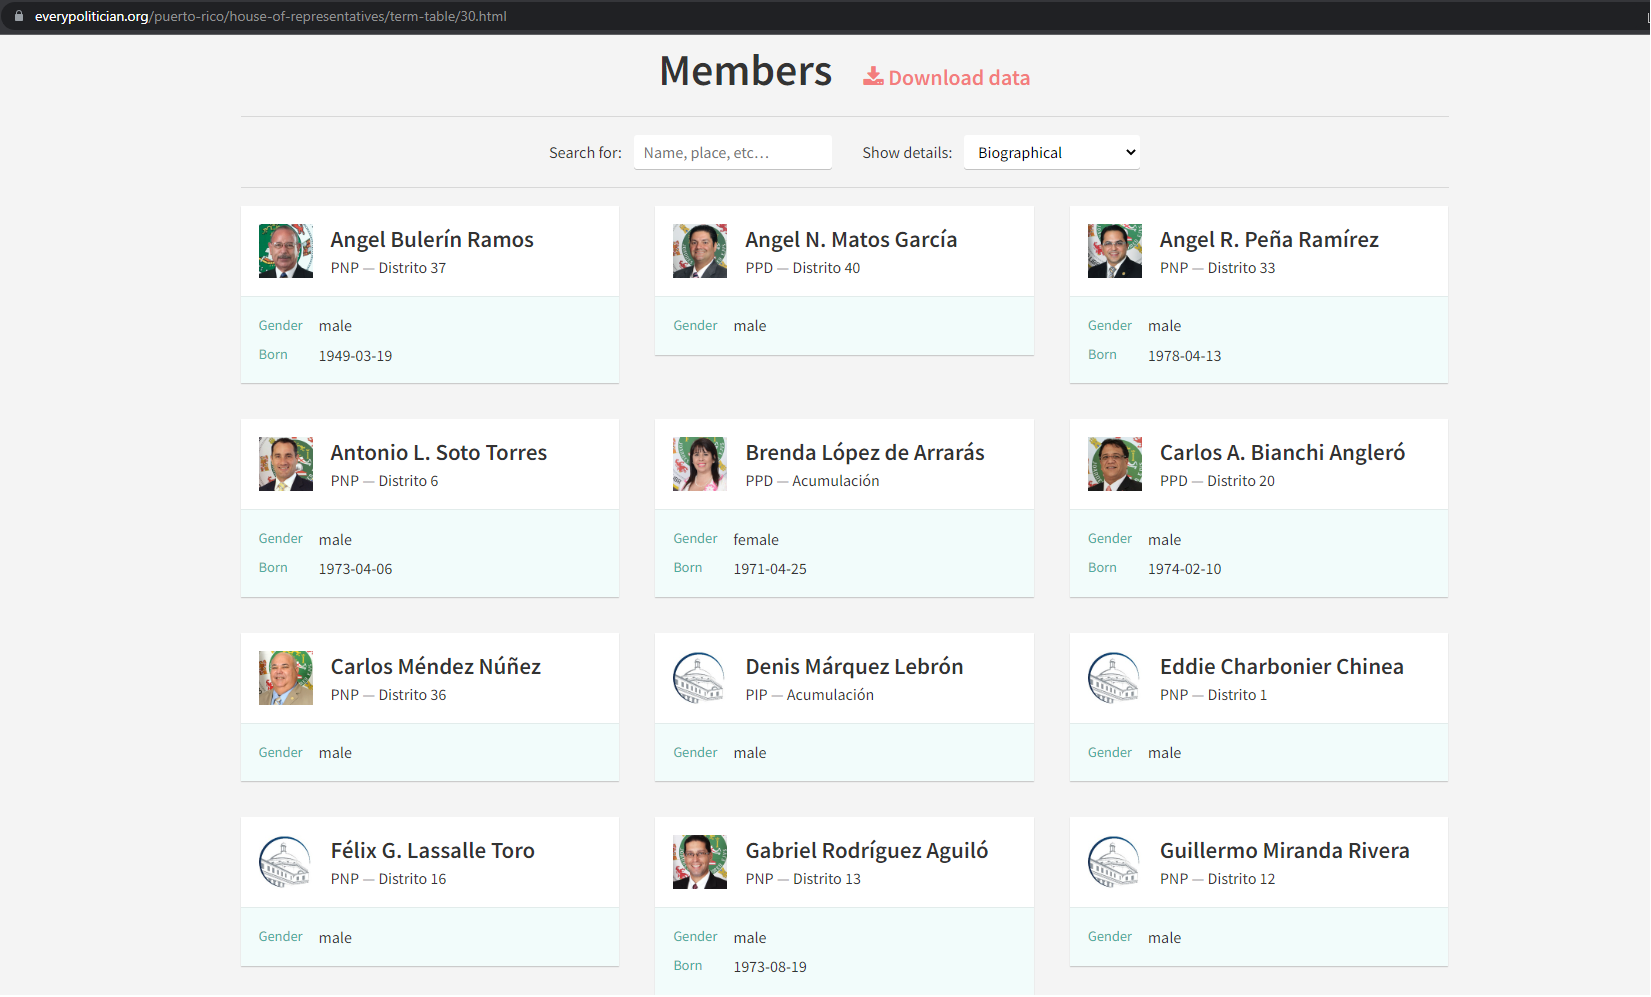 everypolitician.org/puerto-rico/house-of-representatives/term-table/30.html
Members Download data
Search for: Name, place, etc… Show details: Biographical
Angel Bulerín Ramos
PNP — Distrito 37
Gender male
Born 1949-03-19
Angel N. Matos García
PPD — Distrito 40
Gender male
Angel R. Peña Ramírez
PNP — Distrito 33
Gender male
Born 1978-04-13
Antonio L. Soto Torres
PNP — Distrito 6
Gender male
Born 1973-04-06
Brenda López de Arrarás
PPD — Acumulación
Gender female
Born 1971-04-25
Carlos A. Bianchi Angleró
PPD — Distrito 20
Gender male
Born 1974-02-10
Carlos Méndez Núñez
PNP — Distrito 36
Gender male
Denis Márquez Lebrón
PIP — Acumulación
Gender male
Eddie Charbonier Chinea
PNP — Distrito 1
Gender male
Félix G. Lassalle Toro
PNP — Distrito 16
Gender male
Gabriel Rodríguez Aguiló
PNP — Distrito 13
Gender male
Born 1973-08-19
Guillermo Miranda Rivera
PNP — Distrito 12
Gender male